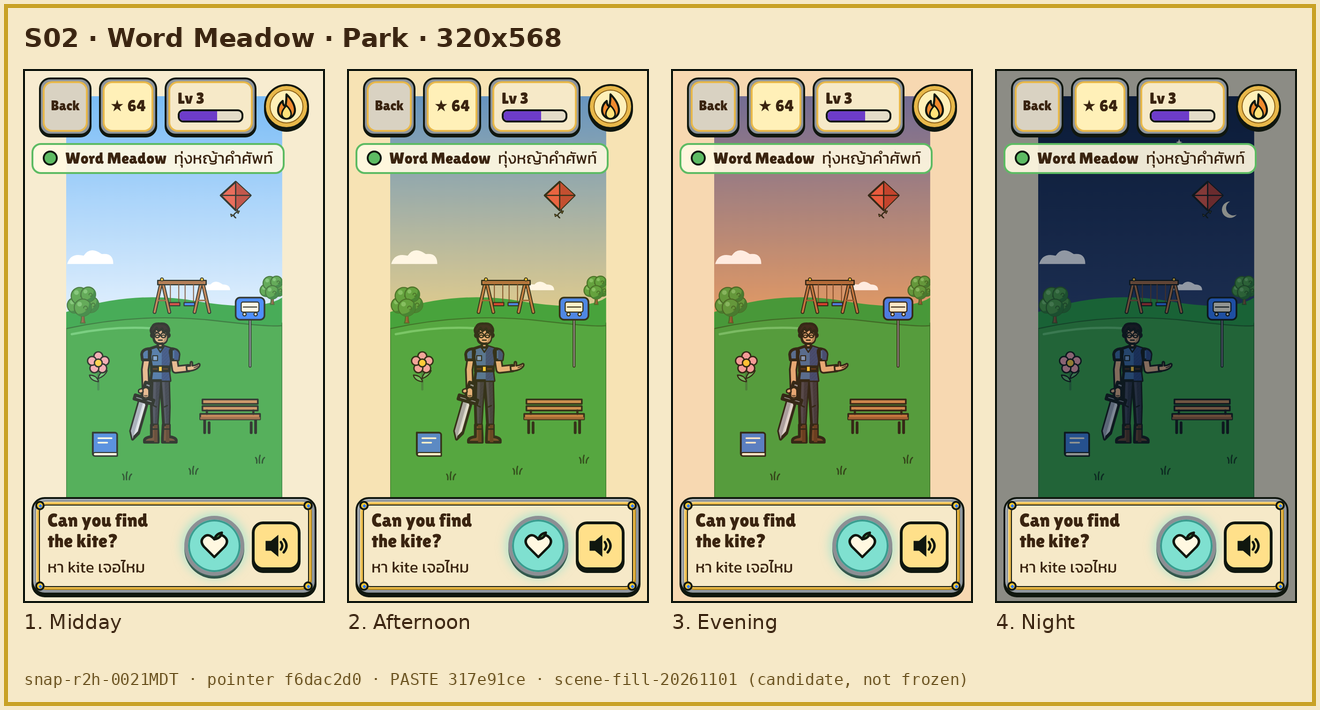 S02 · Word Meadow · Park · 320x568
Back ★ 64 Lv 3
Word Meadow ทุ่งหญ้าคำศัพท์
Can you find
the kite?
หา kite เจอไหม
1. Midday
Back ★ 64 Lv 3
Word Meadow ทุ่งหญ้าคำศัพท์
Can you find
the kite?
หา kite เจอไหม
2. Afternoon
Back ★ 64 Lv 3
Word Meadow ทุ่งหญ้าคำศัพท์
Can you find
the kite?
หา kite เจอไหม
3. Evening
Back ★ 64 Lv 3
Word Meadow ทุ่งหญ้าคำศัพท์
Can you find
the kite?
หา kite เจอไหม
4. Night
snap-r2h-0021MDT · pointer f6dac2d0 · PASTE 317e91ce · scene-fill-20261101 (candidate, not frozen)